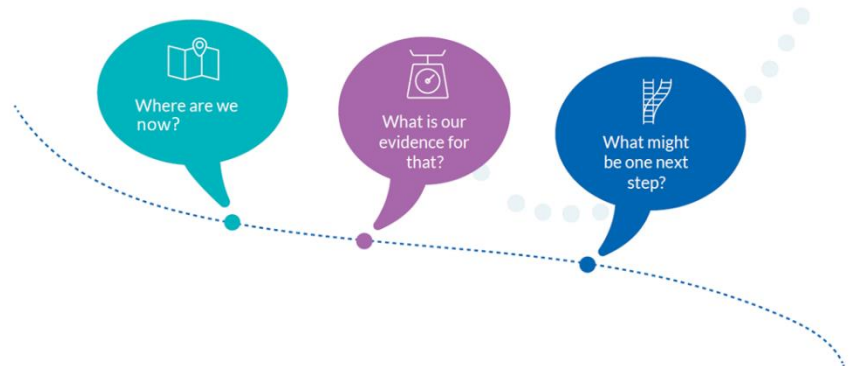 Where are we
now?
What is our
evidence for
that?
What might
be one next
step?